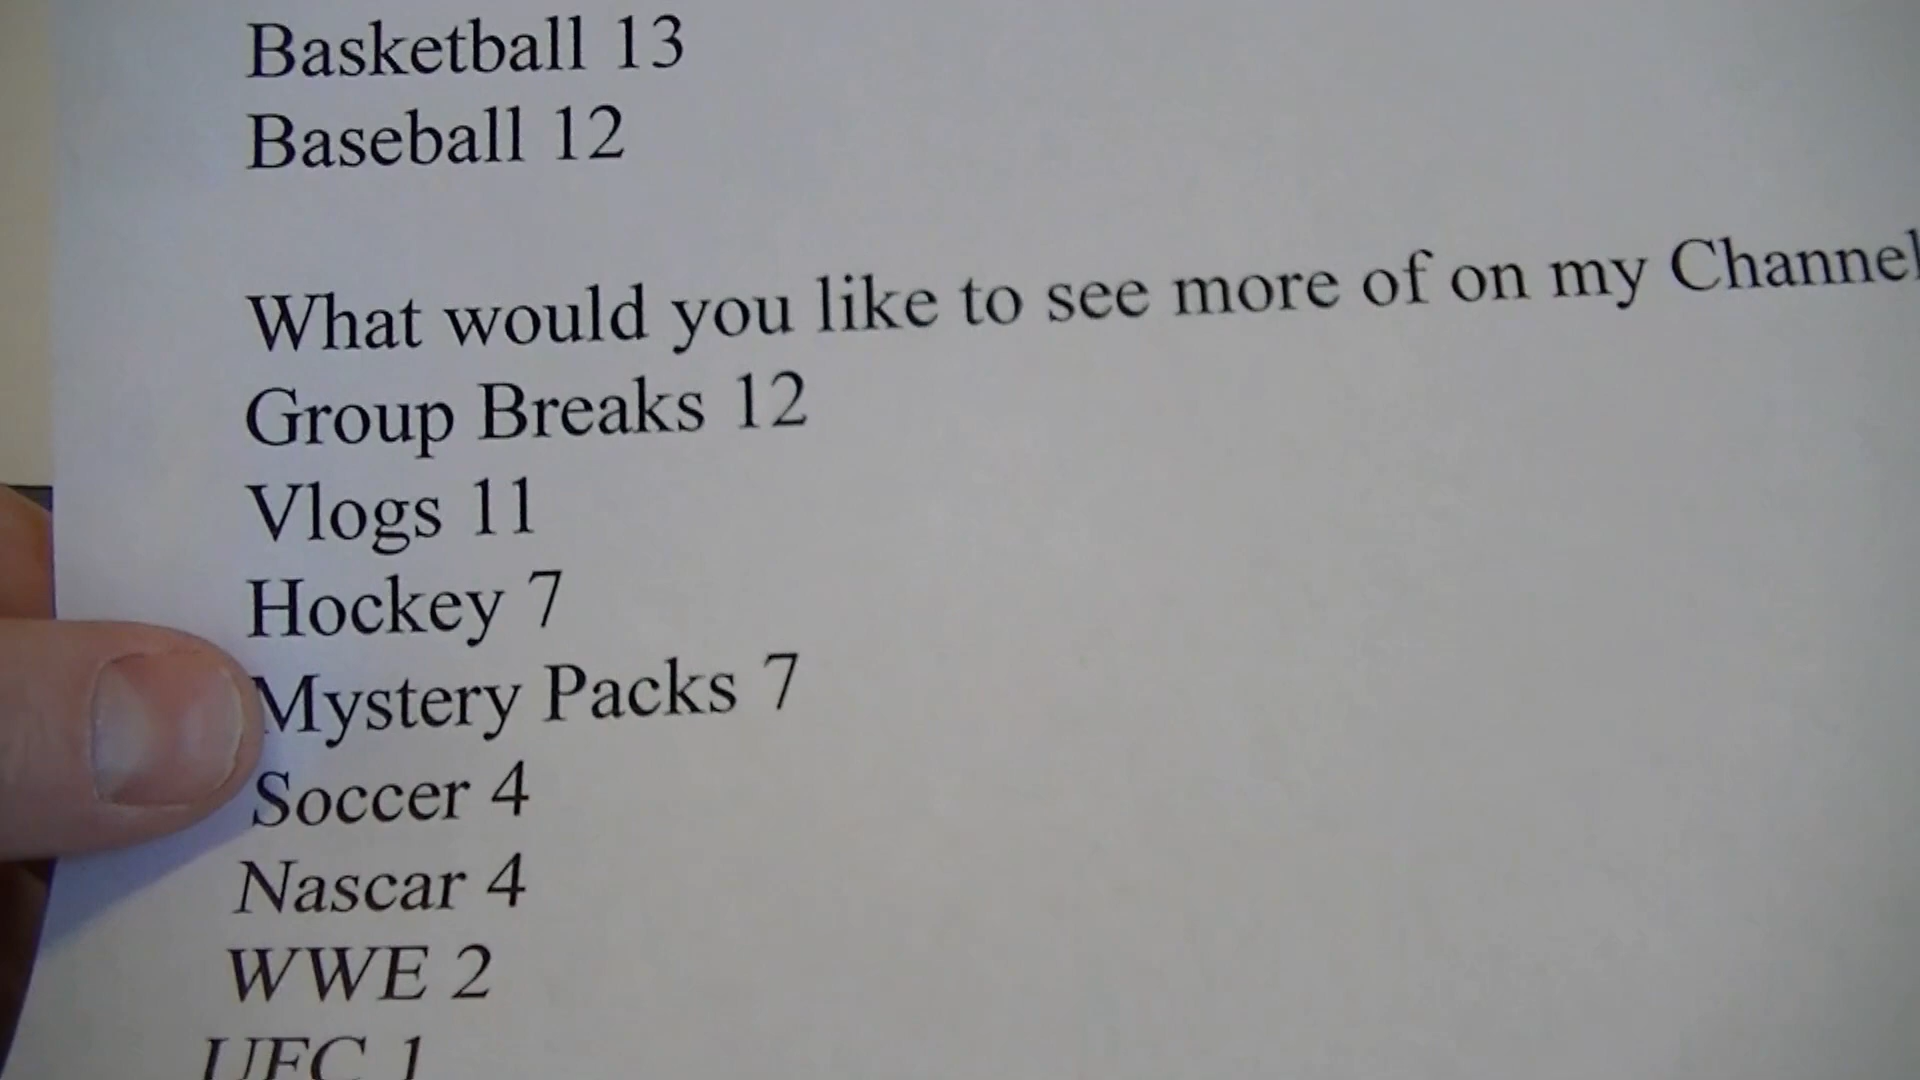 Basketball 13
Baseball 12
What would you like to see more of on my Channel
Group Breaks 12
Vlogs 11
Hockey 7
Mystery Packs 7
Soccer 4
Nascar 4
WWE 2
UFC 1